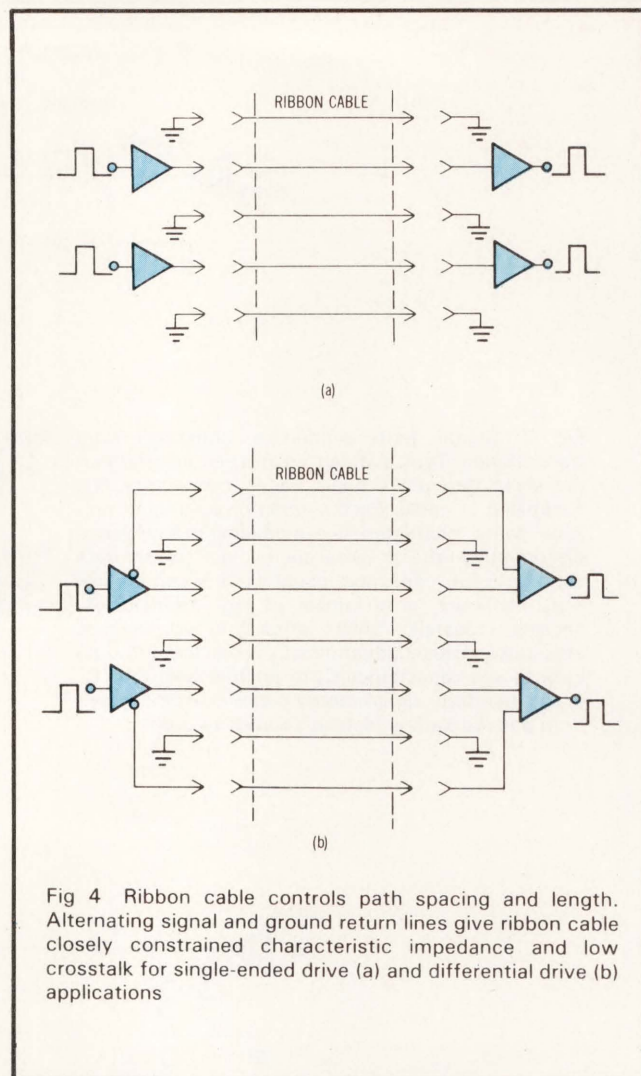 RIBBON CABLE
(a)
RIBBON CABLE
(b)
Fig 4 Ribbon cable controls path spacing and length.
Alternating signal and ground return lines give ribbon cable
closely constrained characteristic impedance and low
crosstalk for single-ended drive (a) and differential drive (b)
applications